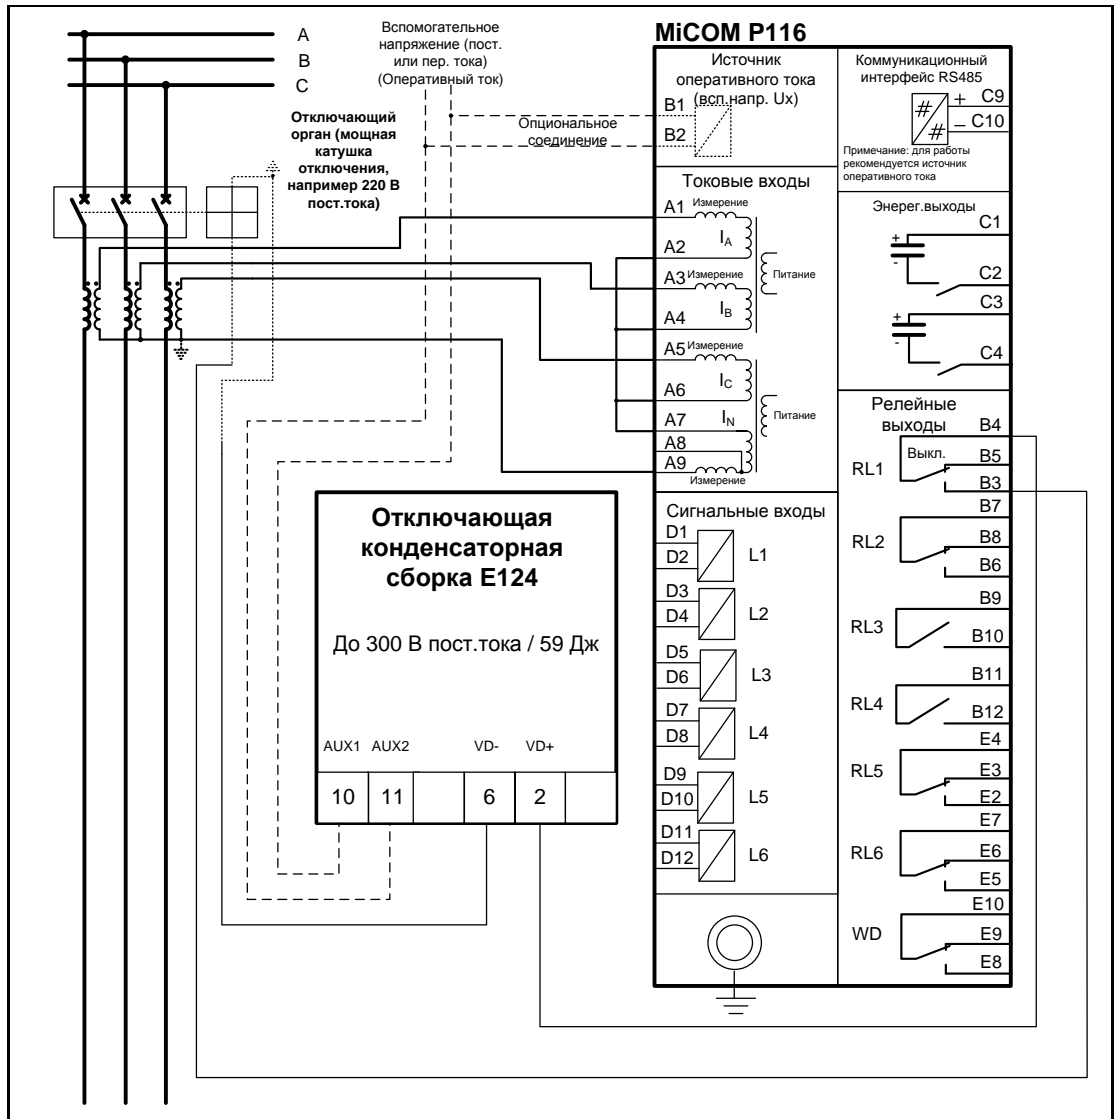 MiCOM P116
A
B
C
Вспомогательное
напряжение (пост.
или пер. тока)
(Оперативный ток)
Отключающий
орган (мощная
катушка
отключения,
например 220 В
пост.тока)
Опциональное
соединение
Источник
оперативного тока
(всп.напр. Ux)
B1
B2
Коммуникационный
интерфейс RS485
#
#
+
–
C9
C10
Примечание: для работы
рекомендуется источник
оперативного тока
Токовые входы
A1
Измерение
IA
A2
A3
Измерение
IB
A4
Питание
A5
Измерение
IC
A6
A7
IN
A8
A9
Измерение
Питание
Энерег.выходы
C1
+
-
C2
C3
+
-
C4
Релейные
выходы
B4
Выкл.
B5
RL1
B3
B7
RL2
B8
B6
B9
RL3
B10
B11
RL4
B12
E4
RL5
E3
E2
E7
RL6
E6
E5
E10
WD
E9
E8
Сигнальные входы
D1
D2
L1
D3
D4
L2
D5
D6
L3
D7
D8
L4
D9
D10
L5
D11
D12
L6
Отключающая
конденсаторная
сборка E124
До 300 В пост.тока / 59 Дж
AUX1 AUX2 VD- VD+
10 11 6 2